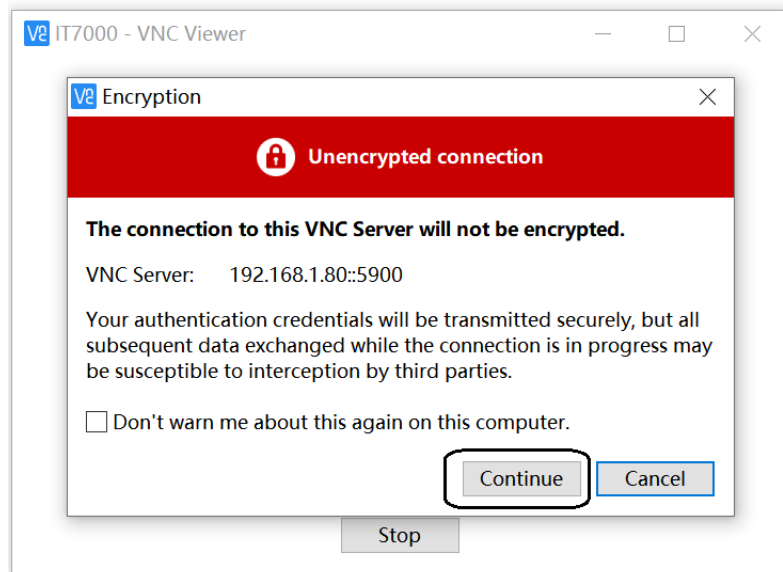 VS IT7000 - VNC Viewer
VS Encryption
Unencrypted connection
The connection to this VNC Server will not be encrypted.
VNC Server: 192.168.1.80::5900
Your authentication credentials will be transmitted securely, but all
subsequent data exchanged while the connection is in progress may
be susceptible to interception by third parties.
Don't warn me about this again on this computer.
Continue Cancel
Stop